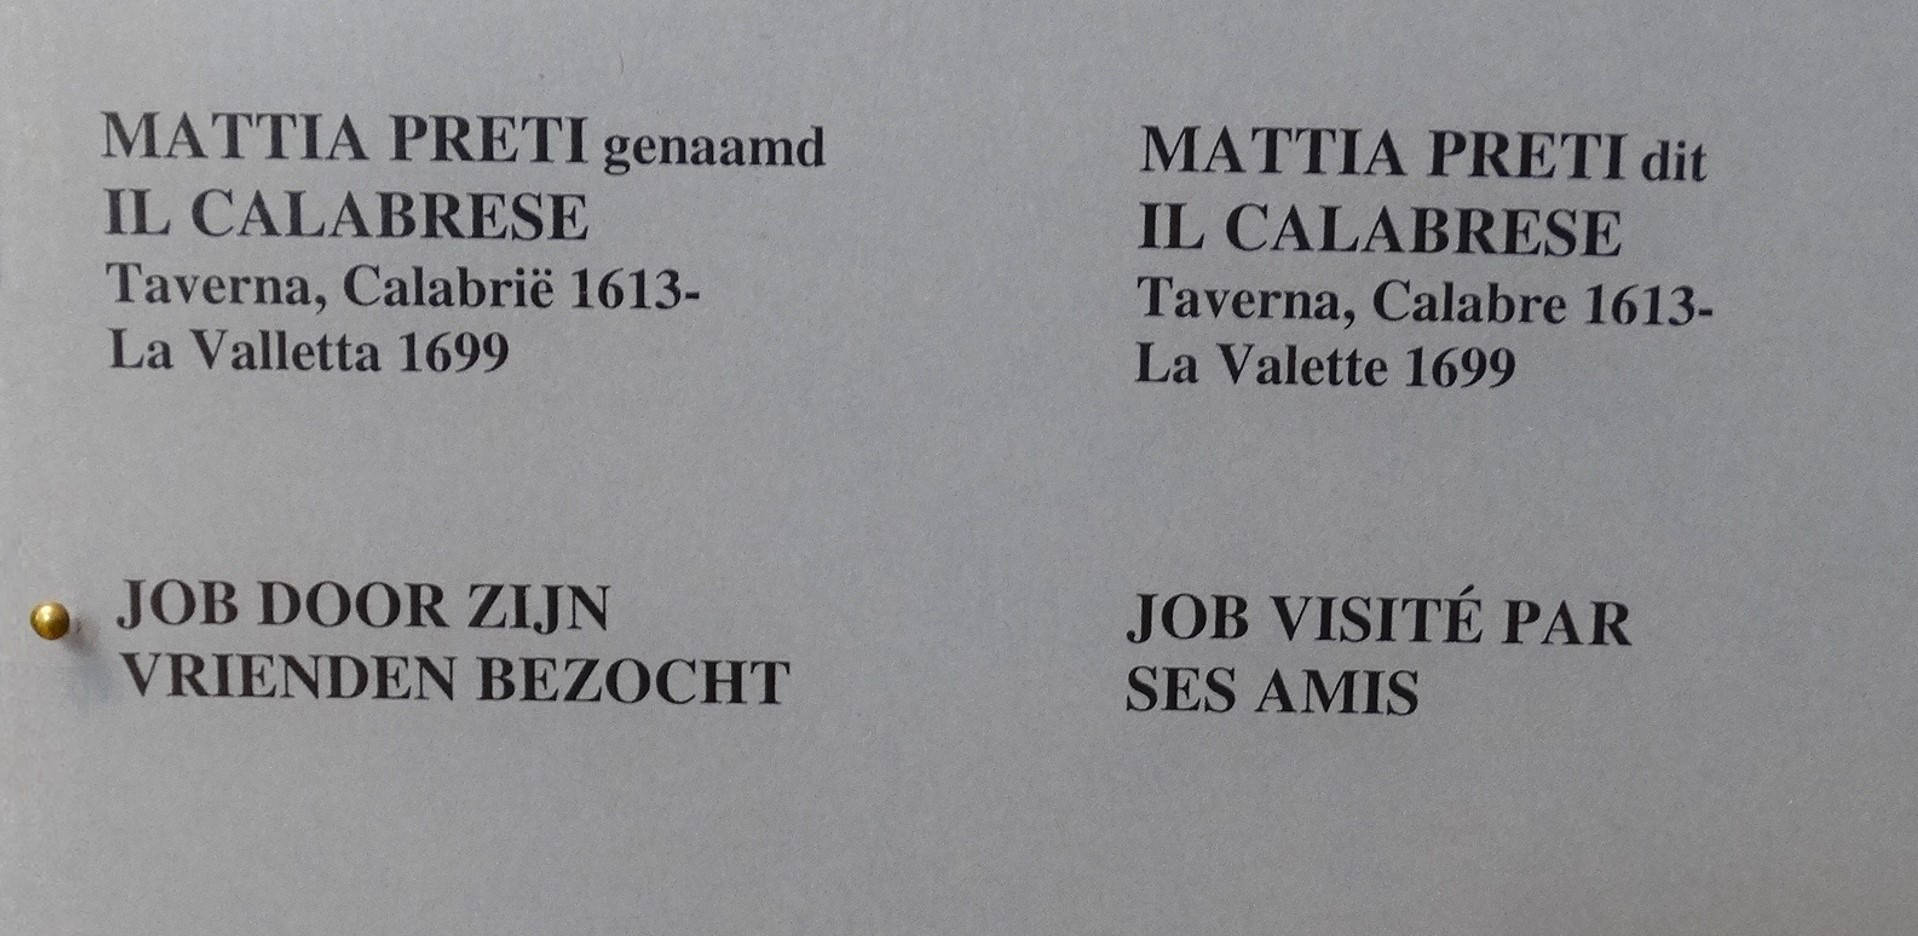 MATTIA PRETI genaamd
IL CALABRESE
Taverna, Calabrië 1613-
La Valletta 1699
JOB DOOR ZIJN
VRIENDEN BEZOCHT
MATTIA PRETI dit
IL CALABRESE
Taverna, Calabre 1613-
La Valette 1699
JOB VISITÉ PAR
SES AMIS